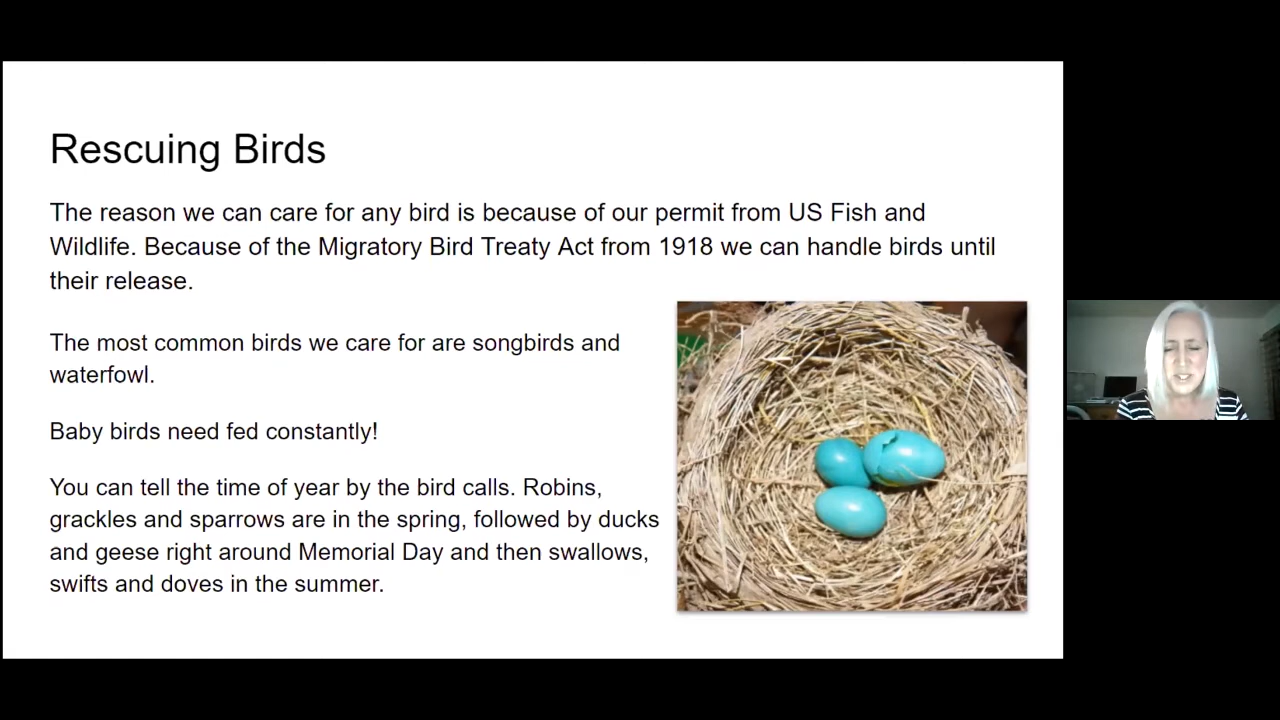 Rescuing Birds
The reason we can care for any bird is because of our permit from US Fish and
Wildlife. Because of the Migratory Bird Treaty Act from 1918 we can handle birds until
their release.
The most common birds we care for are songbirds and
waterfowl.
Baby birds need fed constantly!
You can tell the time of year by the bird calls. Robins,
grackles and sparrows are in the spring, followed by ducks
and geese right around Memorial Day and then swallows,
swifts and doves in the summer.